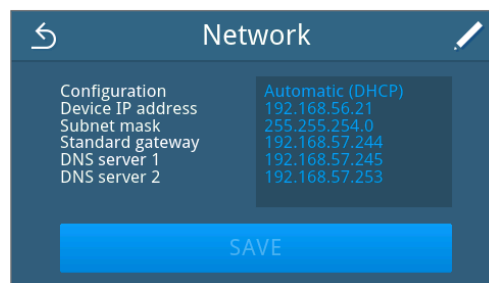 Network
Configuration Automatic (DHCP)
Device IP address 192.168.56.21
Subnet mask 255.255.254.0
Standard gateway 192.168.57.244
DNS server 1 192.168.57.245
DNS server 2 192.168.57.253
SAVE